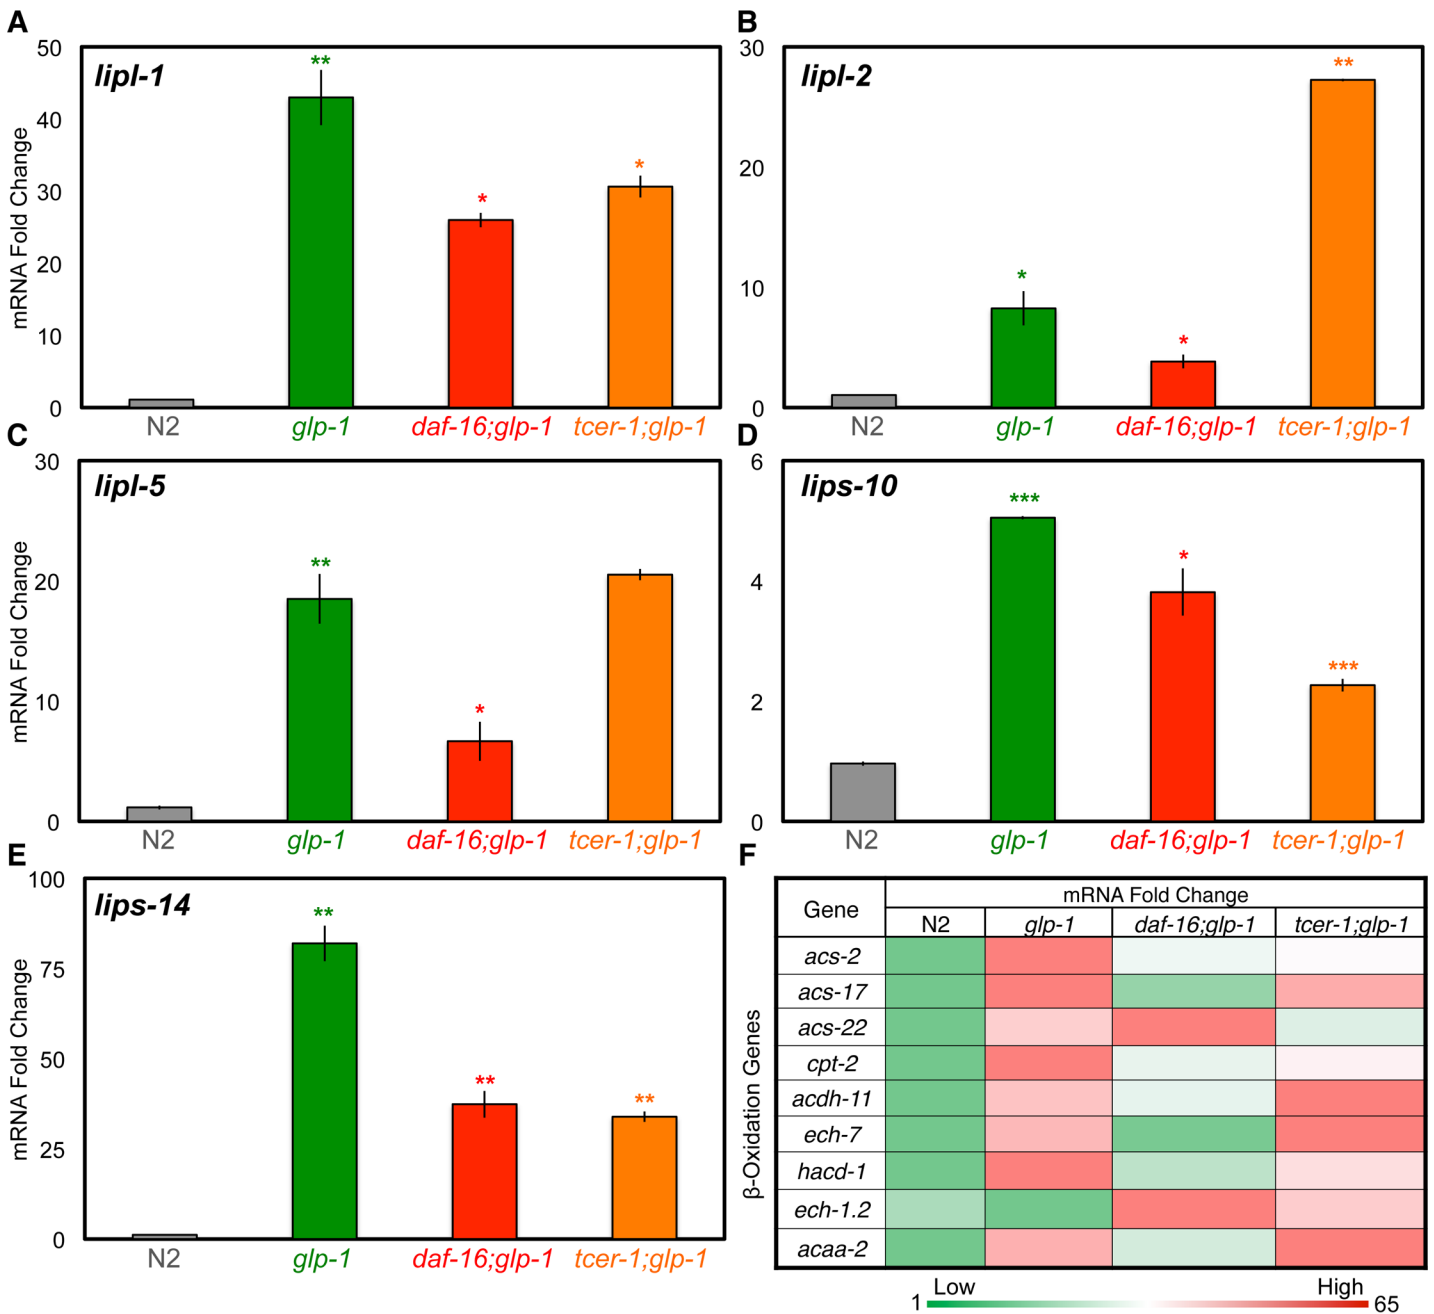 A
lipl-1
mRNA Fold Change
50
40
30
20
10
0
**
*
*
N2 glp-1 daf-16;glp-1 tcer-1;glp-1
B
lipl-2
30
20
10
0
*
*
**
N2 glp-1 daf-16;glp-1 tcer-1;glp-1
C
lipl-5
mRNA Fold Change
30
20
10
0
**
*
N2 glp-1 daf-16;glp-1 tcer-1;glp-1
D
lips-10
6
4
2
0
***
*
***
N2 glp-1 daf-16;glp-1 tcer-1;glp-1
E
lips-14
mRNA Fold Change
100
75
50
25
0
**
**
**
N2 glp-1 daf-16;glp-1 tcer-1;glp-1
F
Gene mRNA Fold Change
N2 glp-1 daf-16;glp-1 tcer-1;glp-1
β-Oxidation Genes
acs-2
acs-17
acs-22
cpt-2
acdh-11
ech-7
hacd-1
ech-1.2
acaa-2
Low High
1 65